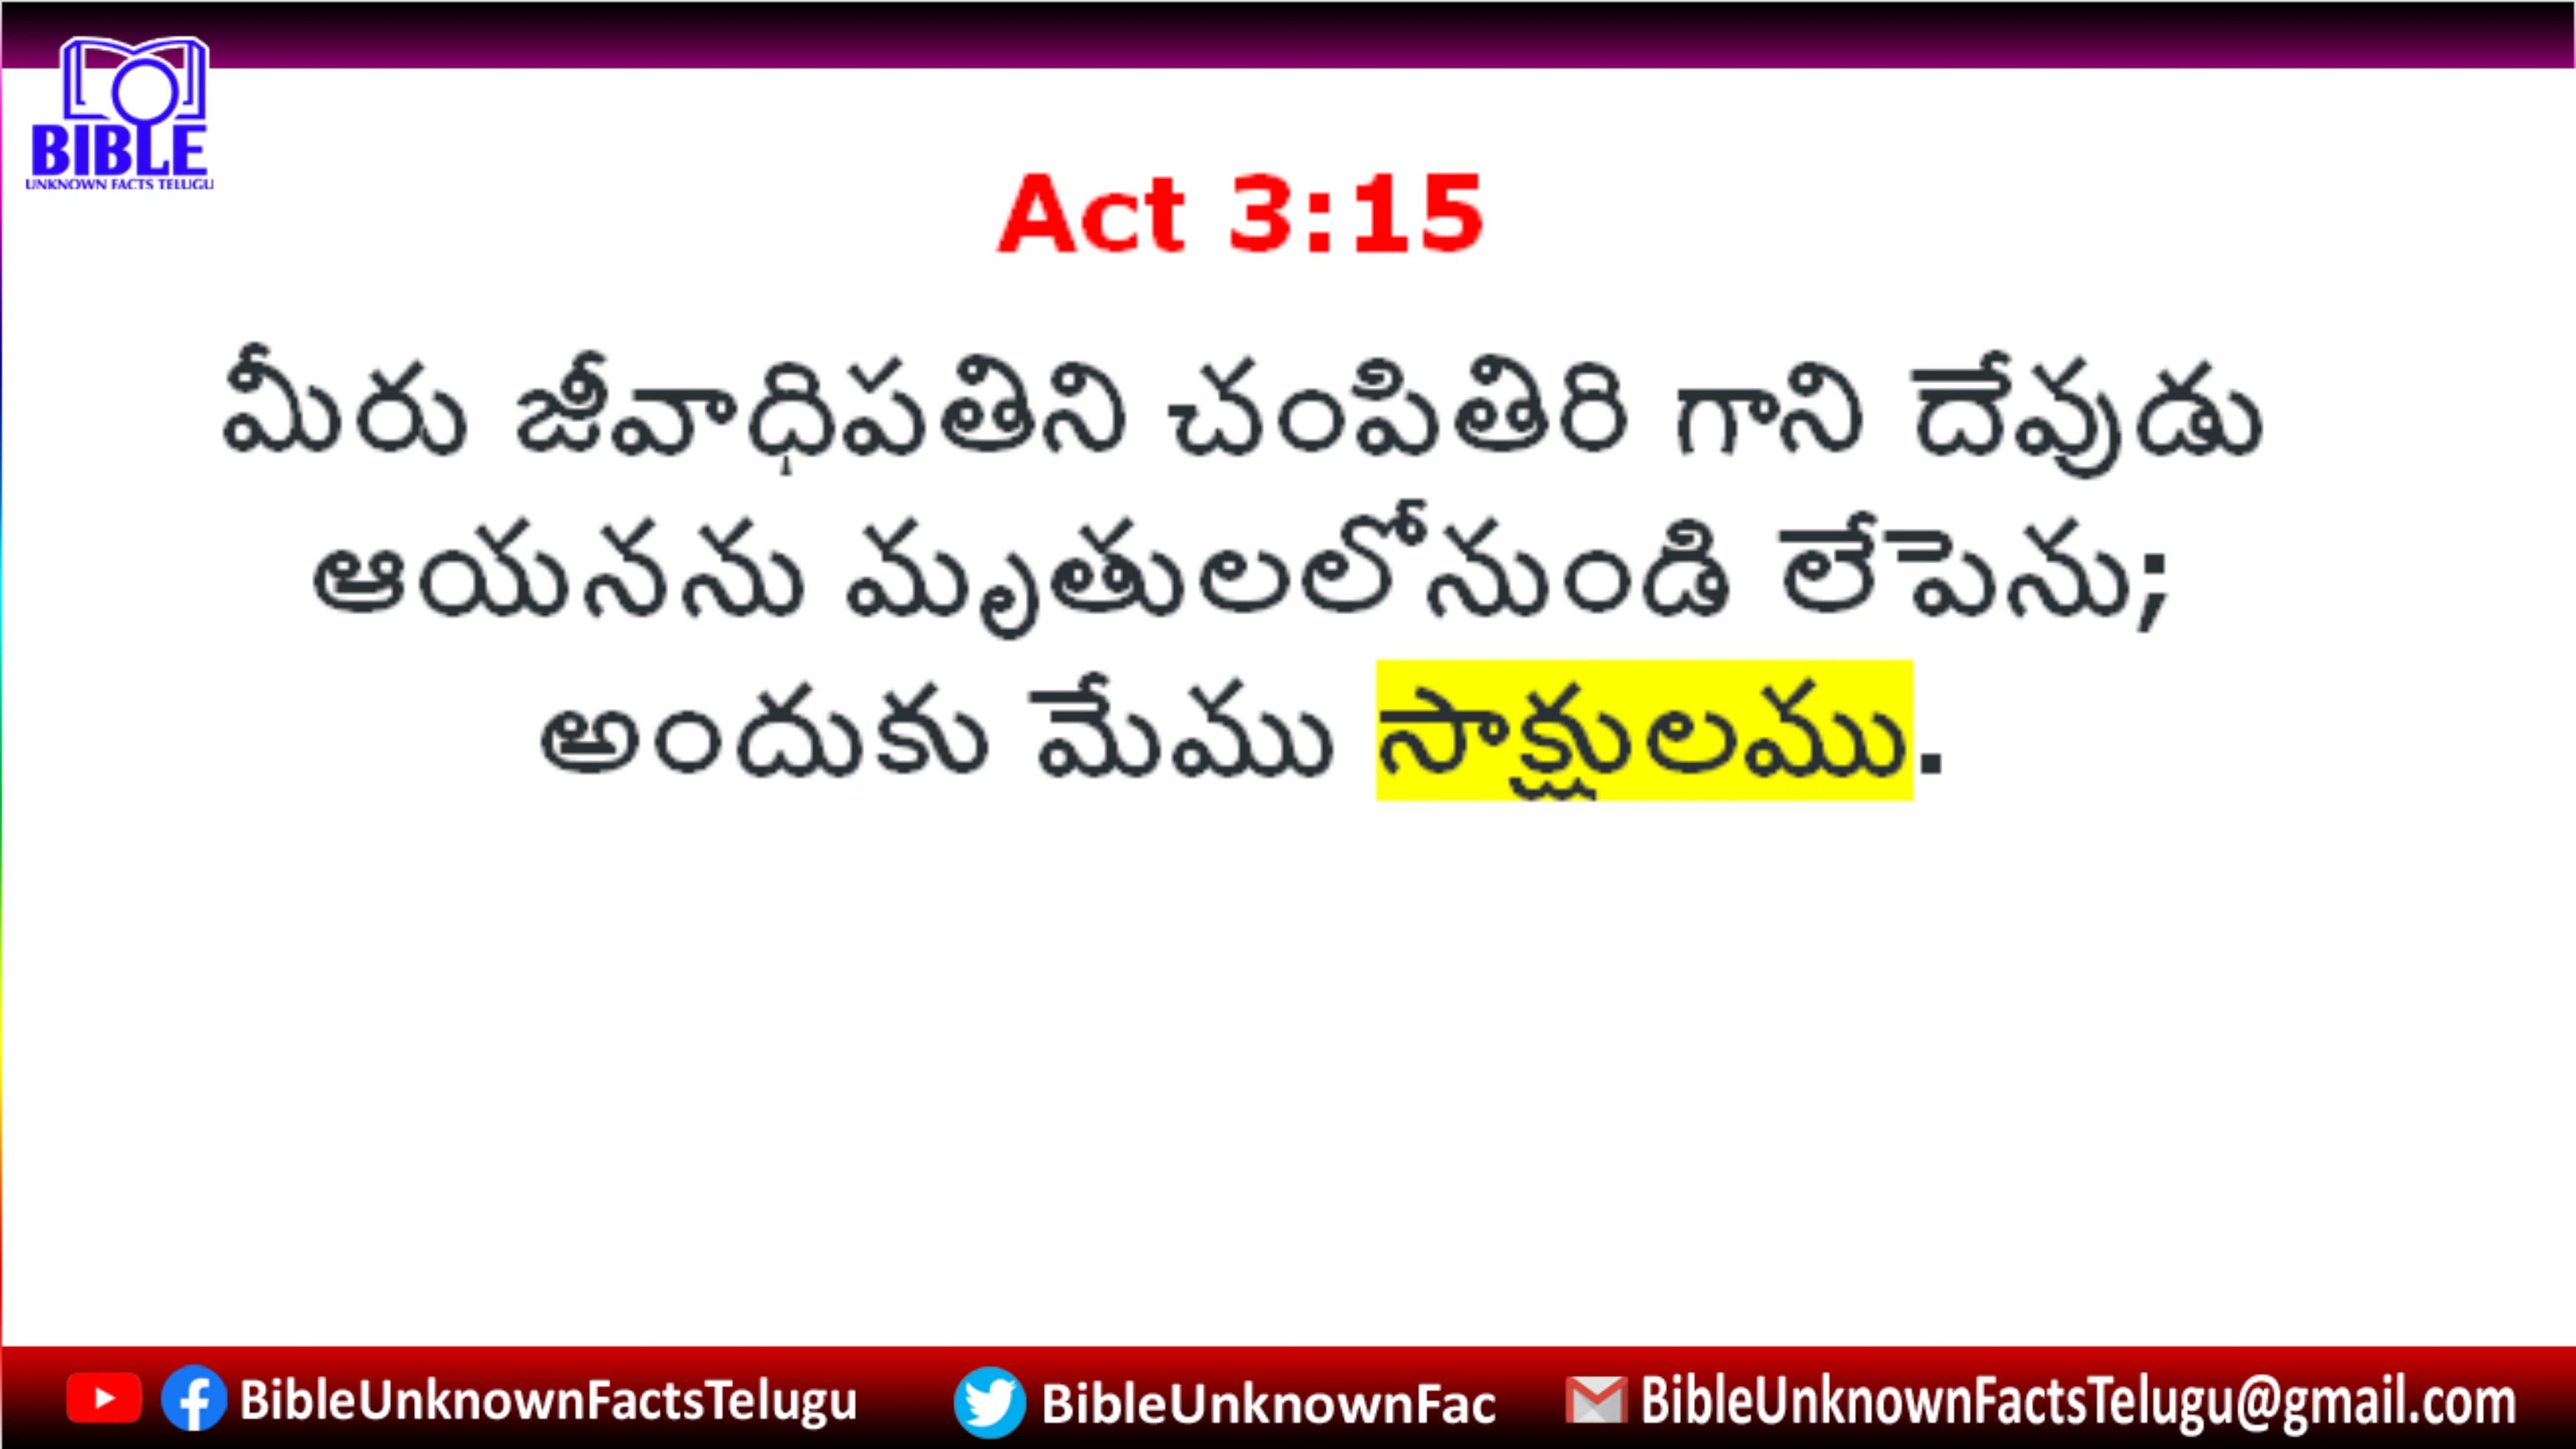 BIBLE
UNKNOWN FACTS TELUGU
Act 3:15
మీరు జీవాధిపతిని చంపితిరి గాని దేవుడు
ఆయనను మృతులలోనుండి లేపెను;
అందుకు మేము సాక్షులము.
BibleUnknownFactsTelugu BibleUnknownFac BibleUnknownFactsTelugu@gmail.com